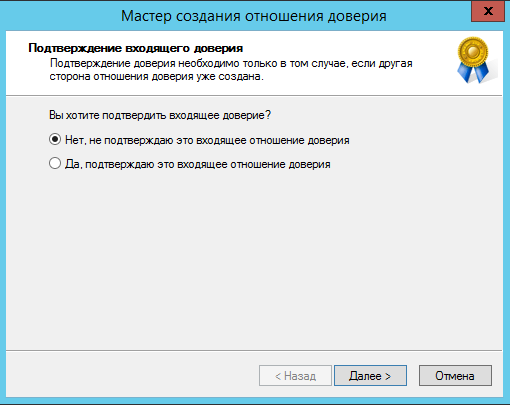 Мастер создания отношения доверия
x
Подтверждение входящего доверия
Подтверждение доверия необходимо только в том случае, если другая
сторона отношения доверия уже создана.
Вы хотите подтвердить входящее доверие?
Нет, не подтверждаю это входящее отношение доверия
Да, подтверждаю это входящее отношение доверия
< Назад
Далее >
Отмена